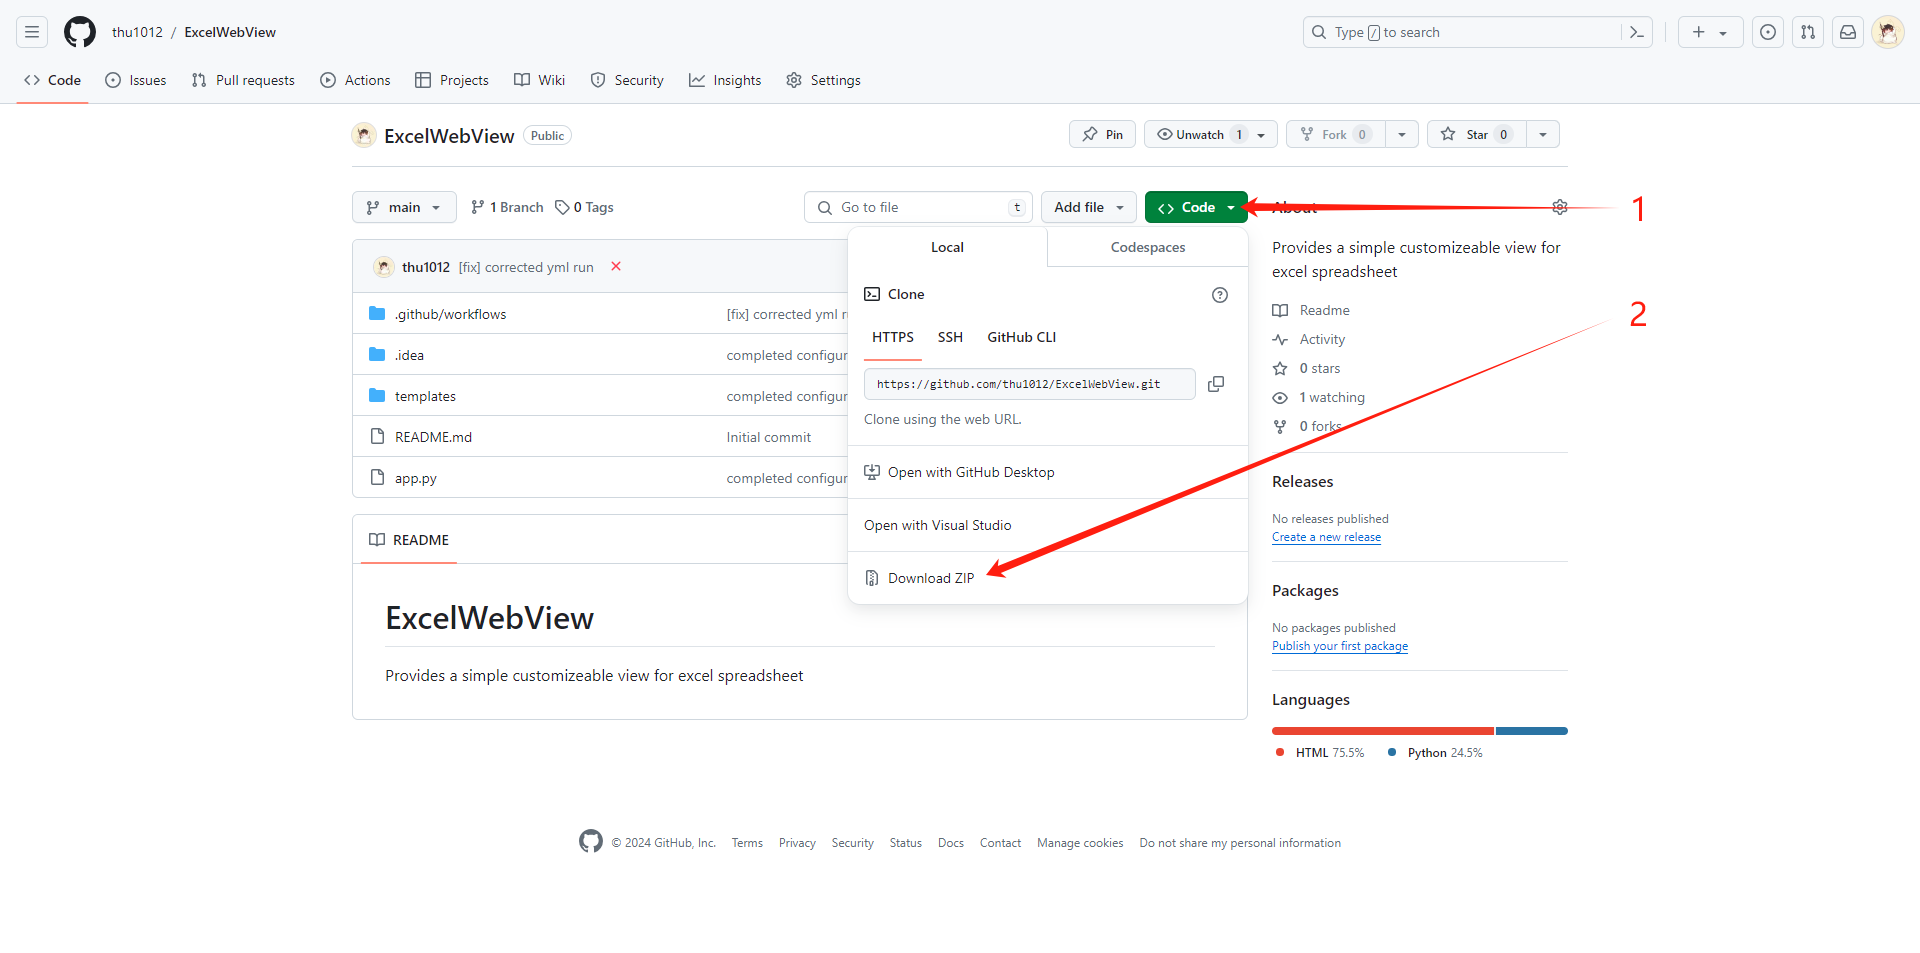 thu1012 / ExcelWebView
Type / to search
Code Issues Pull requests Actions Projects Wiki Security Insights Settings
ExcelWebView Public
Pin Unwatch 1 Fork 0 Star 0
main 1 Branch 0 Tags Go to file t Add file Code About 1
thu1012 [fix] corrected yml run
.github/workflows [fix] corrected yml r
.idea completed configur
templates completed configur
README.md Initial commit
app.py completed configur
Local Codespaces
Clone
HTTPS SSH GitHub CLI
https://github.com/thu1012/ExcelWebView.git
Clone using the web URL.
Open with GitHub Desktop
Open with Visual Studio
Download ZIP
README
ExcelWebView
Provides a simple customizeable view for excel spreadsheet
Provides a simple customizeable view for
excel spreadsheet
2
Readme
Activity
0 stars
1 watching
0 forks
Releases
No releases published
Create a new release
Packages
No packages published
Publish your first package
Languages
HTML 75.5% Python 24.5%
© 2024 GitHub, Inc. Terms Privacy Security Status Docs Contact Manage cookies Do not share my personal information